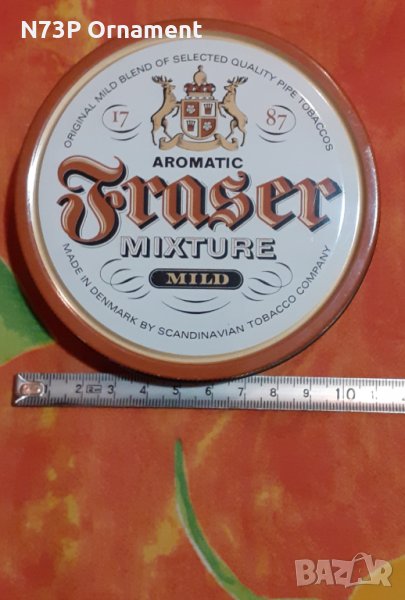 N73P Ornament
ORIGINAL MILD BLEND OF SELECTED QUALITY PIPE TOBACCOS
17 87
AROMATIC
Fraser
MIXTURE
MILD
MADE IN DENMARK BY SCANDINAVIAN TOBACCO COMPANY
1 2 3 4 5 6 7 8 9 10
BAZAR